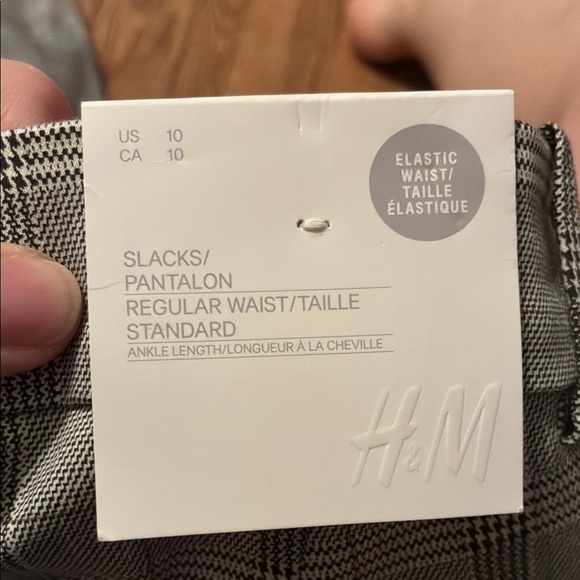 US 10
CA 10
ELASTIC
WAIST/
TAILLE
ÉLASTIQUE
SLACKS/
PANTALON
REGULAR WAIST/TAILLE
STANDARD
ANKLE LENGTH/LONGUEUR À LA CHEVILLE
H&M